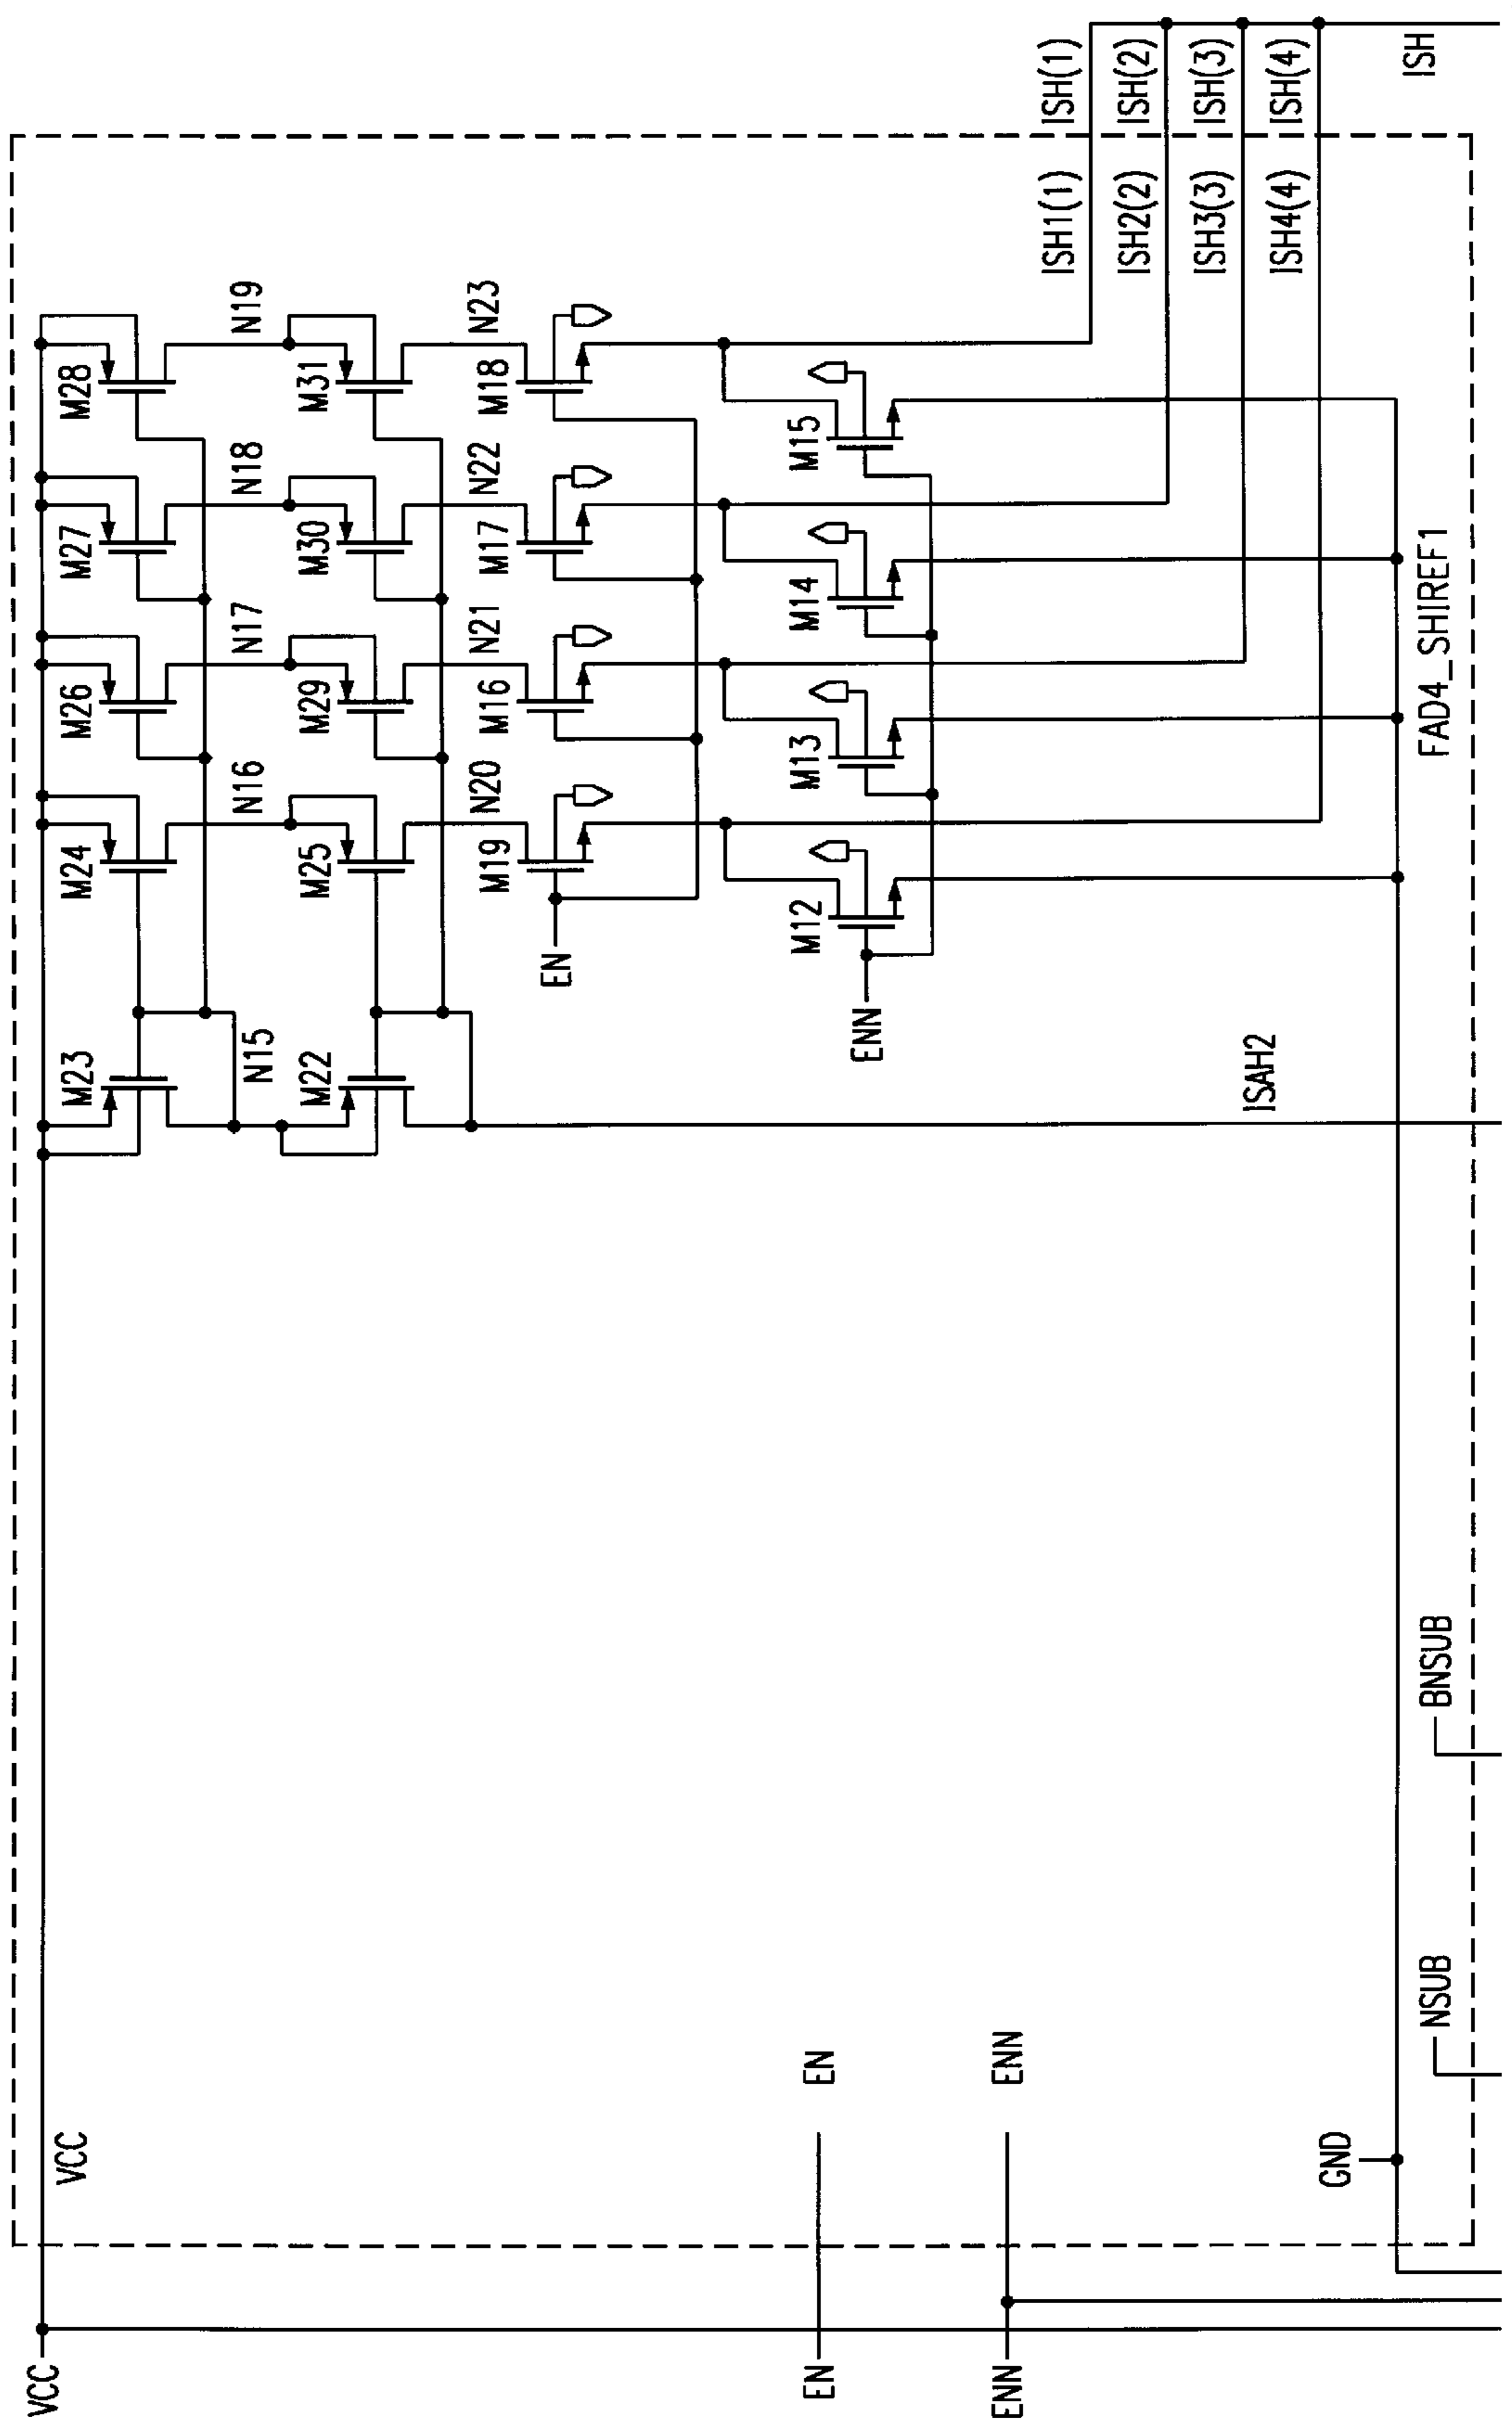 VCC
VCC
M23
M24
M26
M27
M28
N15
N16
N17
N18
N19
M22
M25
M29
M30
M31
N20
N21
N22
N23
M19
M16
M17
M18
EN
M12
M13
M14
M15
ENN
EN
EN
ENN
ENN
ISH1(1)
ISH(1)
ISH2(2)
ISH(2)
ISH3(3)
ISH(3)
ISH4(4)
ISH(4)
ISAH2
GND
NSUB
BNSUB
FAD4_SHIREF1
ISH